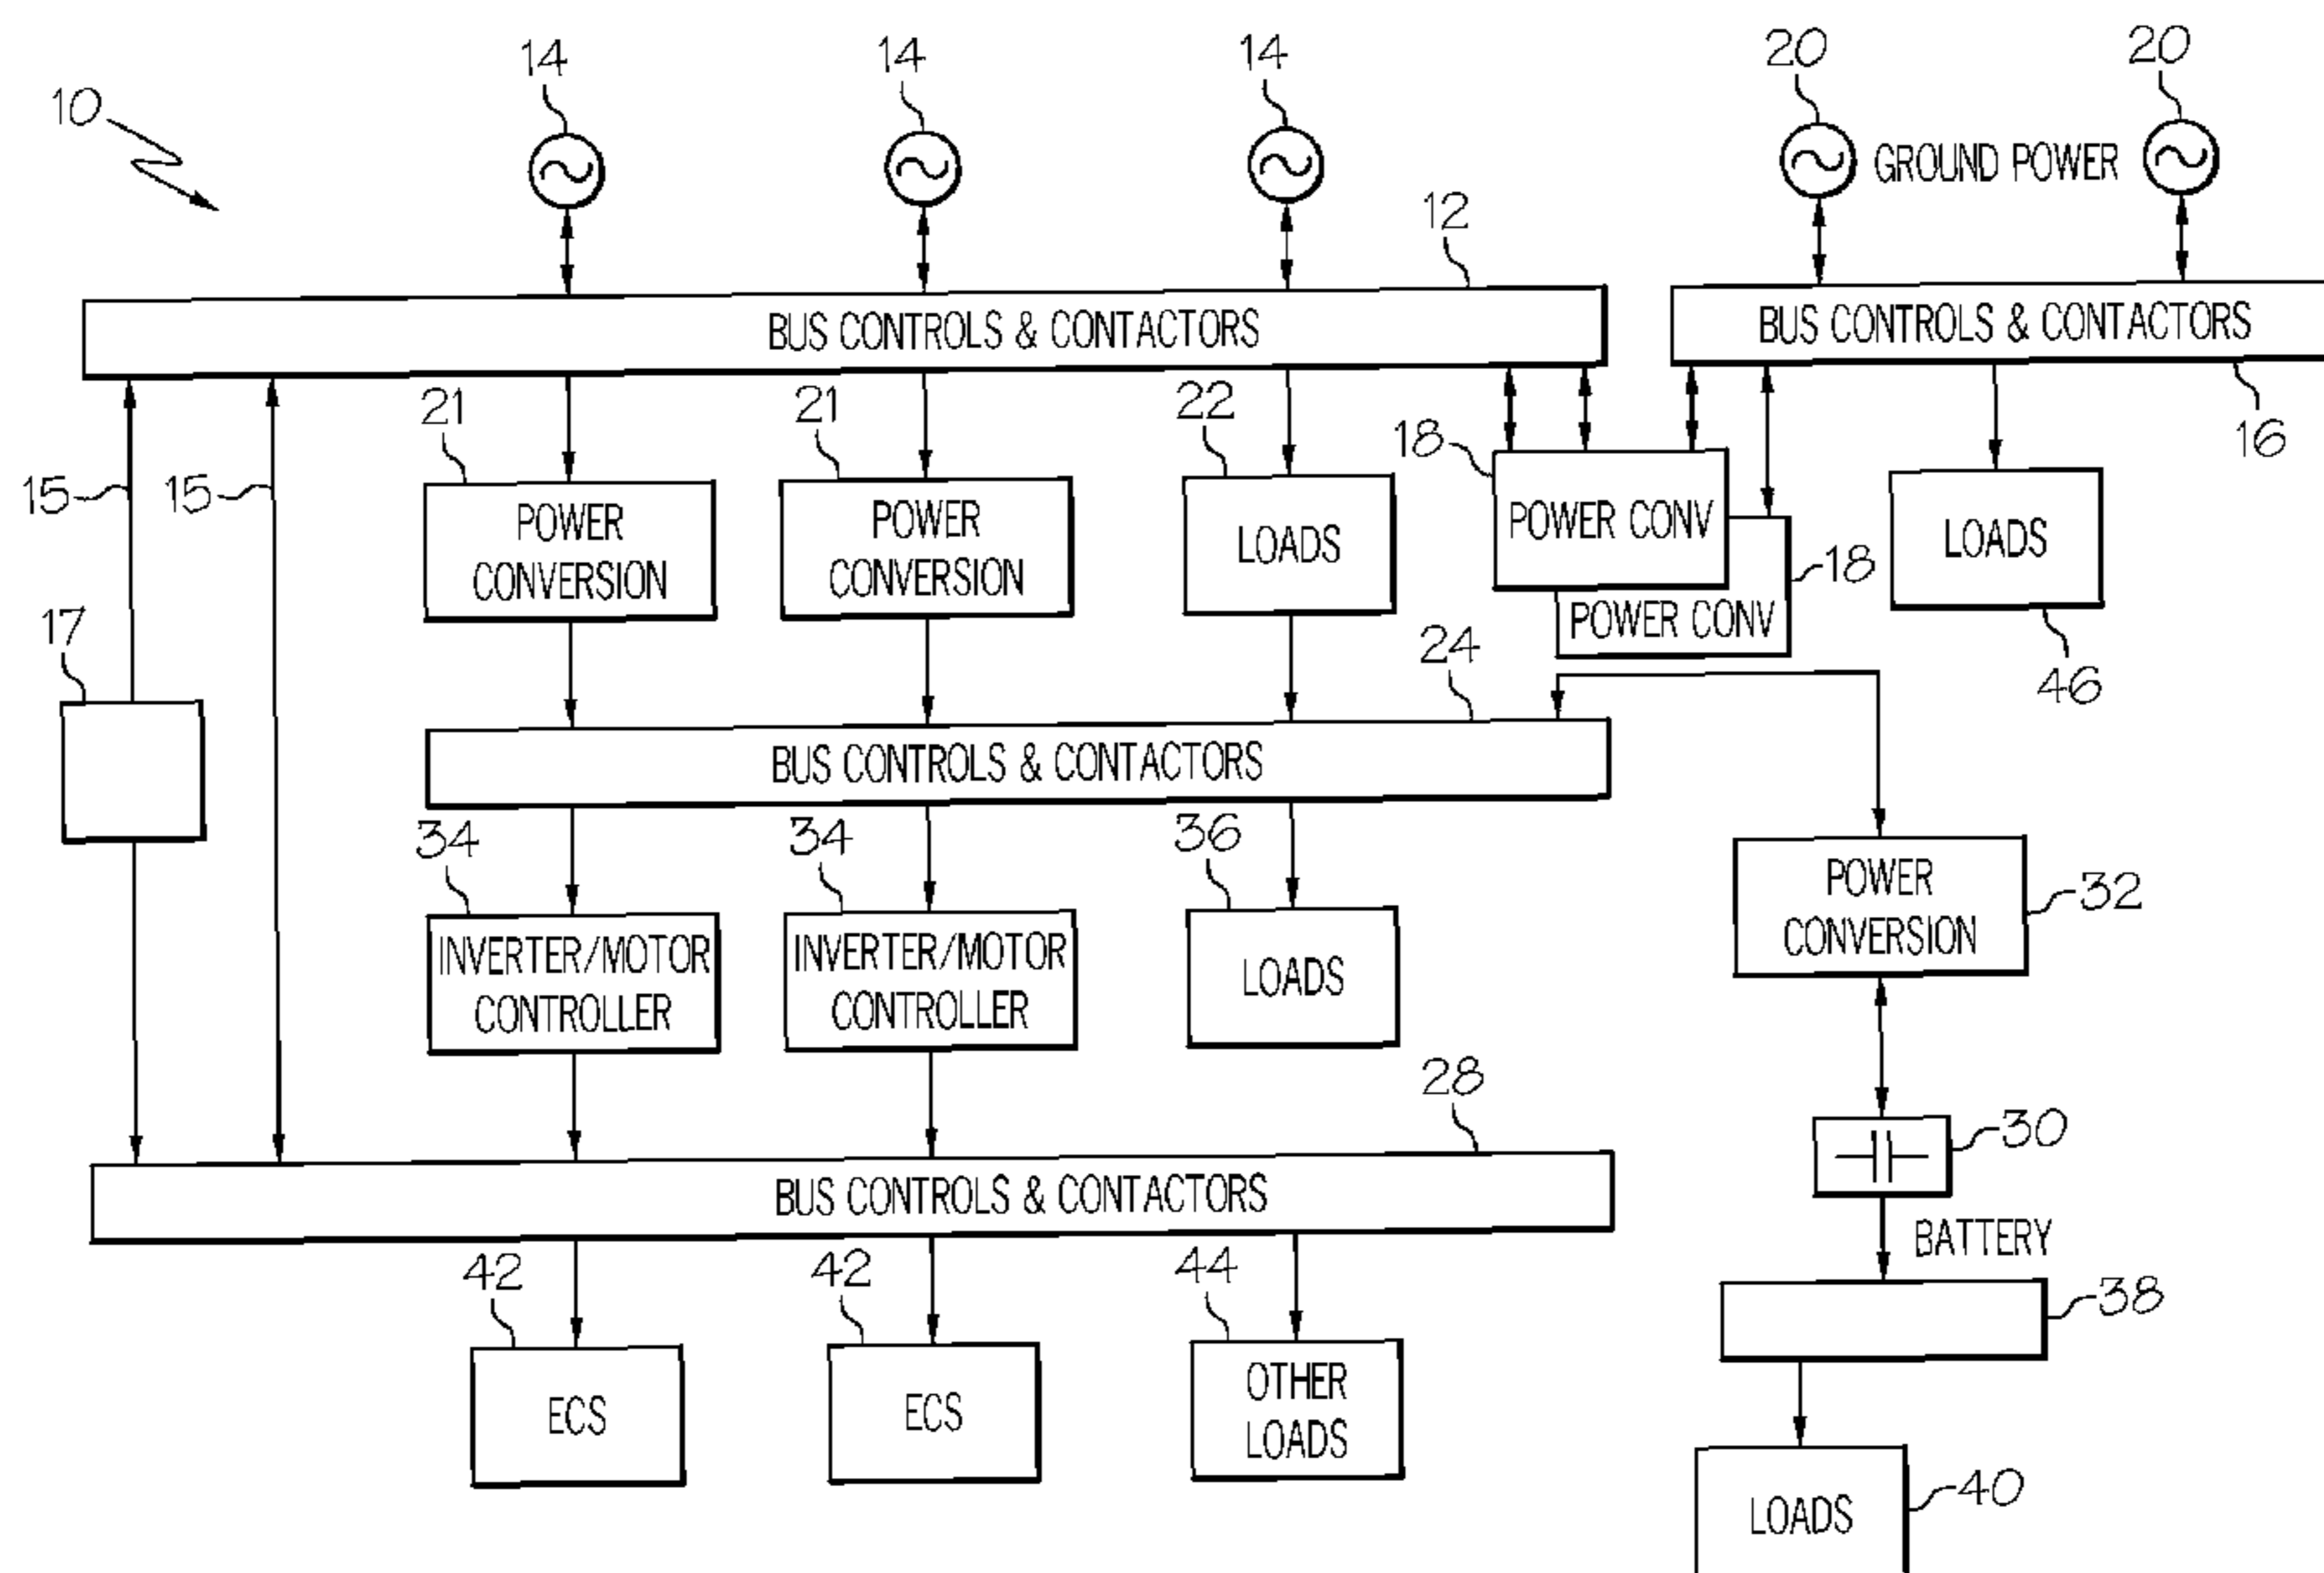 14
14
14
20
20
10
GROUND POWER
12
BUS CONTROLS & CONTACTORS
BUS CONTROLS & CONTACTORS
21
21
22
18
16
15
15
POWER
CONVERSION
POWER
CONVERSION
LOADS
POWER CONV
LOADS
18
POWER CONV
17
24
46
BUS CONTROLS & CONTACTORS
34
34
36
POWER
CONVERSION
32
INVERTER/MOTOR
CONTROLLER
INVERTER/MOTOR
CONTROLLER
LOADS
28
30
BUS CONTROLS & CONTACTORS
BATTERY
42
42
44
38
ECS
ECS
OTHER
LOADS
40
LOADS